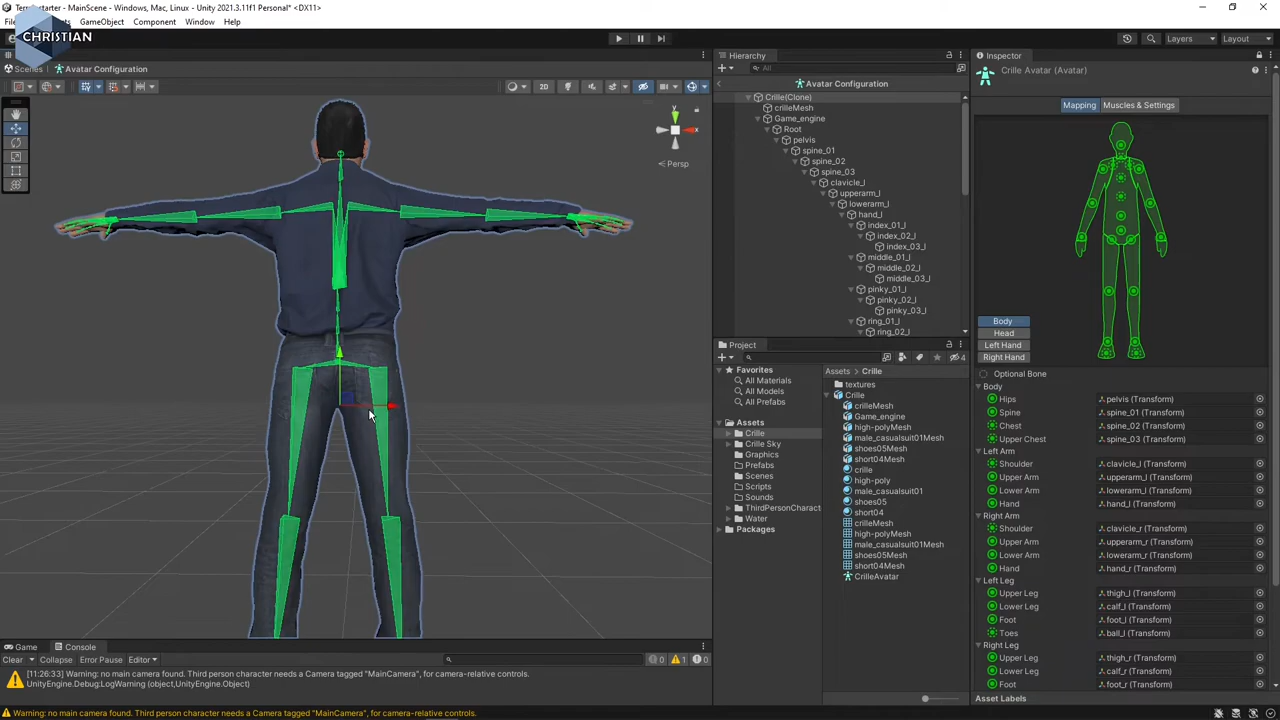 Terr starter - MainScene - Windows, Mac, Linux - Unity 2021.3.11f1 Personal* <DX11>
GameObject Component Window Help
CHRISTIAN
Layers Layout
Scenes Avatar Configuration
2D
Persp
y
x
Hierarchy
All
Avatar Configuration
Crille(Clone)
crilleMesh
Game_engine
Root
pelvis
spine_01
spine_02
spine_03
clavicle_l
upperarm_l
lowerarm_l
hand_l
index_01_l
index_02_l
index_03_l
middle_01_l
middle_02_l
middle_03_l
pinky_01_l
pinky_02_l
pinky_03_l
ring_01_l
ring_02_l
Project
4
Favorites
All Materials
All Models
All Prefabs
Assets
Crille
Crille Sky
Graphics
Prefabs
Scenes
Scripts
Sounds
ThirdPersonCharact
Water
Packages
Assets > Crille
textures
Crille
crilleMesh
Game_engine
high-polyMesh
male_casualsuit01Mesh
shoes05Mesh
short04Mesh
crille
high-poly
male_casualsuit01
shoes05
short04
crilleMesh
high-polyMesh
male_casualsuit01Mesh
shoes05Mesh
short04Mesh
CrilleAvatar
Inspector
Crille Avatar (Avatar)
Mapping Muscles & Settings
Body
Head
Left Hand
Right Hand
Optional Bone
Body
Hips pelvis (Transform)
Spine spine_01 (Transform)
Chest spine_02 (Transform)
Upper Chest spine_03 (Transform)
Left Arm
Shoulder clavicle_l (Transform)
Upper Arm upperarm_l (Transform)
Lower Arm lowerarm_l (Transform)
Hand hand_l (Transform)
Right Arm
Shoulder clavicle_r (Transform)
Upper Arm upperarm_r (Transform)
Lower Arm lowerarm_r (Transform)
Hand hand_r (Transform)
Left Leg
Upper Leg thigh_l (Transform)
Lower Leg calf_l (Transform)
Foot foot_l (Transform)
Toes ball_l (Transform)
Right Leg
Upper Leg thigh_r (Transform)
Lower Leg calf_r (Transform)
Foot foot_r (Transform)
Asset Labels
Game Console
Clear Collapse Error Pause Editor 0 1 0
[11:26:33] Warning: no main camera found. Third person character needs a Camera tagged "MainCamera", for camera-relative controls.
UnityEngine.Debug:LogWarning (object,UnityEngine.Object)
Warning: no main camera found. Third person character needs a Camera tagged "MainCamera", for camera-relative controls.